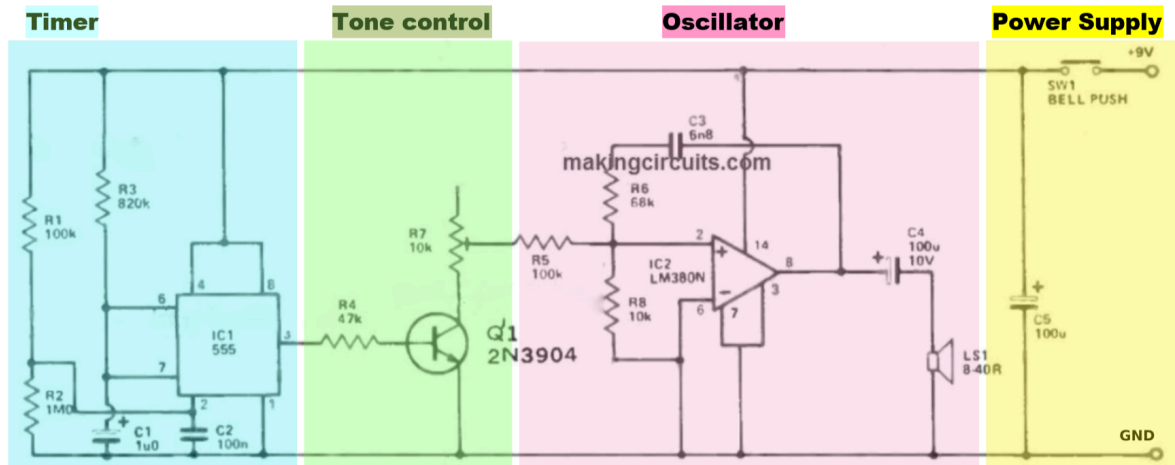 Timer
Tone control
Oscillator
Power Supply
+9V
SW1
BELL PUSH
C3
6n8
makingcircuits.com
R3
820k
R6
68k
R1
100k
R7
10k
C4
100u
10V
2
14
IC2
LM380N
8
R5
100k
3
4
8
R8
10k
6
7
6
R4
47k
C5
100u
IC1
555
3
Q1
2N3904
LS1
8-40R
7
R2
1M0
2
1
C1
1u0
C2
100n
GND